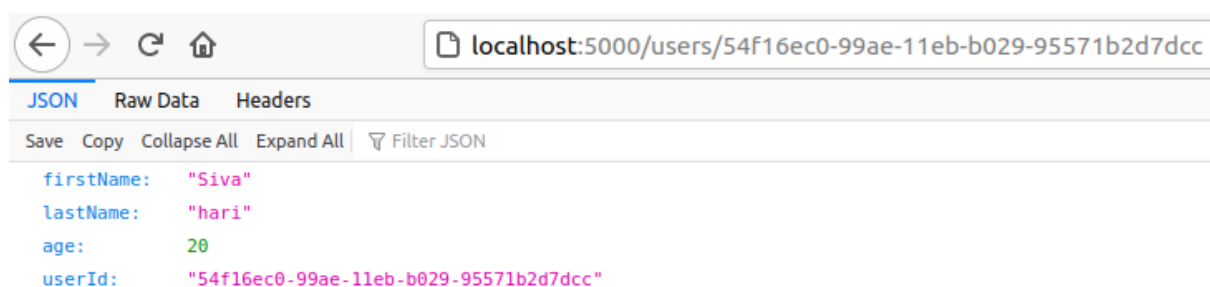 localhost:5000/users/54f16ec0-99ae-11eb-b029-95571b2d7dcc
JSON Raw Data Headers
Save Copy Collapse All Expand All Filter JSON
firstName: "Siva"
lastName: "hari"
age: 20
userId: "54f16ec0-99ae-11eb-b029-95571b2d7dcc"